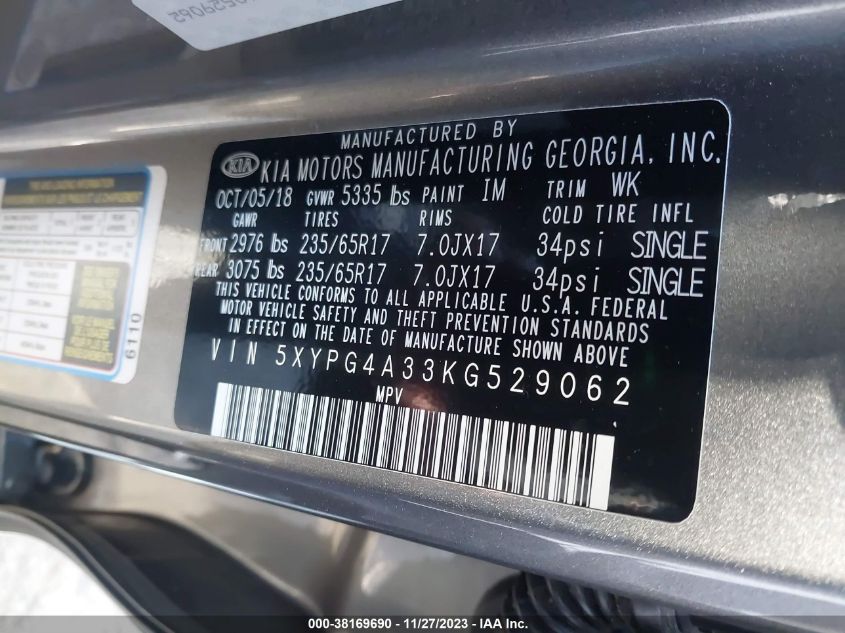 MANUFACTURED BY
KIA KIA MOTORS MANUFACTURING GEORGIA, INC.
OCT/05/18 GVWR 5335 lbs PAINT IM TRIM WK
GAWR TIRES RIMS COLD TIRE INFL
FRONT 2976 lbs 235/65R17 7.0JX17 34psi SINGLE
REAR 3075 lbs 235/65R17 7.0JX17 34psi SINGLE
THIS VEHICLE CONFORMS TO ALL APPLICABLE U.S.A. FEDERAL
MOTOR VEHICLE SAFETY AND THEFT PREVENTION STANDARDS
IN EFFECT ON THE DATE OF MANUFACTURE SHOWN ABOVE
VIN 5XYPG4A33KG529062
MPV
6110
000-38169690 - 11/27/2023 - IAAI Inc.